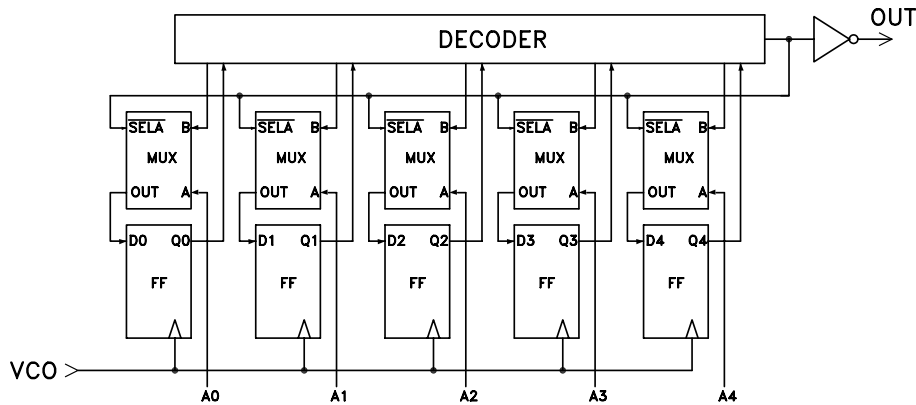 OUT
DECODER
SELA B SELA B SELA B SELA B SELA B
MUX MUX MUX MUX MUX
OUT A OUT A OUT A OUT A OUT A
D0 Q0 D1 Q1 D2 Q2 D3 Q3 D4 Q4
FF FF FF FF FF
VCO
A0 A1 A2 A3 A4